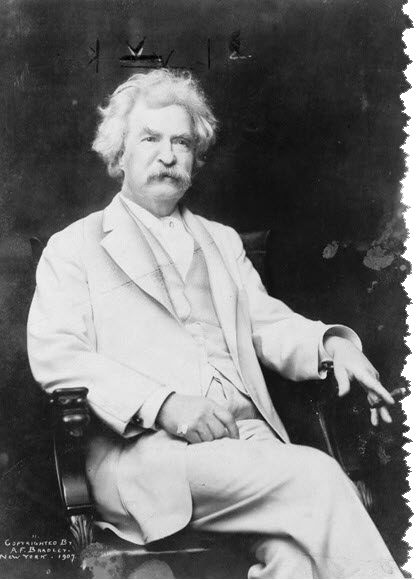 COPYRIGHTED BY
A.F. BRADLEY.
NEW YORK - 1907.